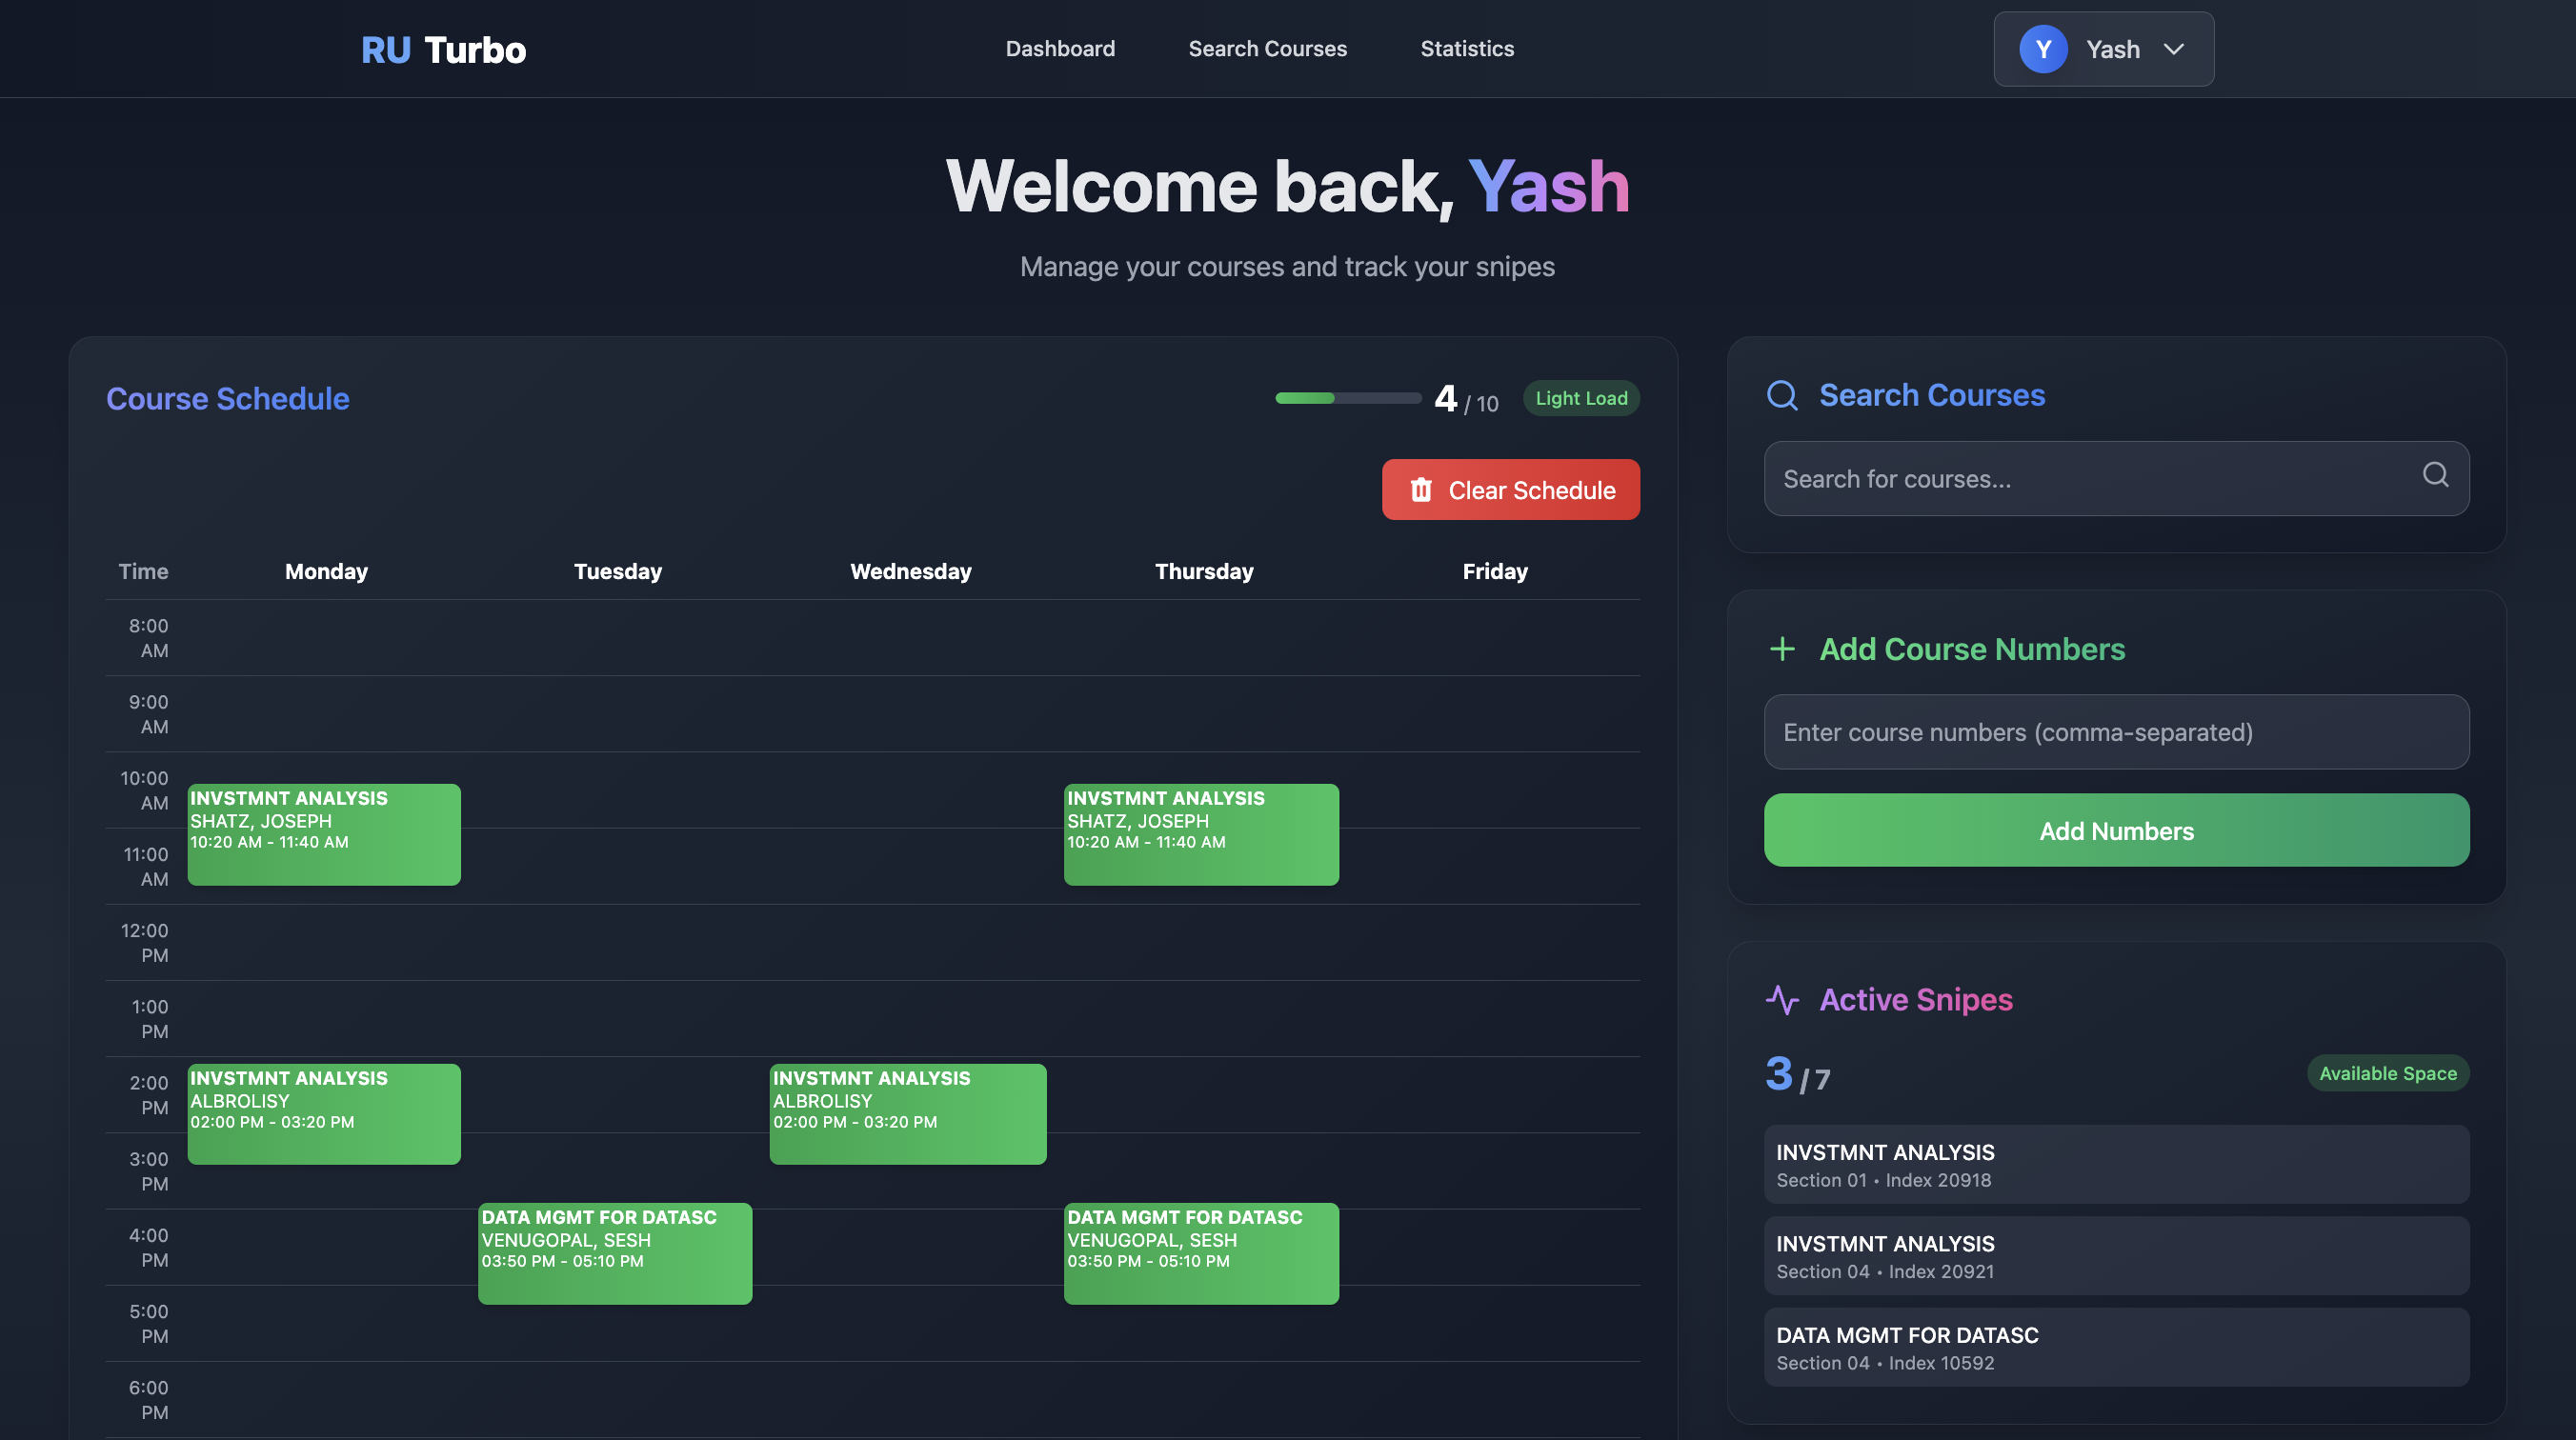 RU Turbo
Dashboard
Search Courses
Statistics
Y
Yash
Welcome back, Yash
Manage your courses and track your snipes
Course Schedule
4 / 10
Light Load
Clear Schedule
Time
Monday
Tuesday
Wednesday
Thursday
Friday
8:00
AM
9:00
AM
10:00
AM
INVSTMNT ANALYSIS
SHATZ, JOSEPH
10:20 AM - 11:40 AM
INVSTMNT ANALYSIS
SHATZ, JOSEPH
10:20 AM - 11:40 AM
11:00
AM
12:00
PM
1:00
PM
2:00
PM
INVSTMNT ANALYSIS
ALBROLISY
02:00 PM - 03:20 PM
INVSTMNT ANALYSIS
ALBROLISY
02:00 PM - 03:20 PM
3:00
PM
4:00
PM
DATA MGMT FOR DATASC
VENUGOPAL, SESH
03:50 PM - 05:10 PM
DATA MGMT FOR DATASC
VENUGOPAL, SESH
03:50 PM - 05:10 PM
5:00
PM
6:00
PM
Search Courses
Search for courses...
Add Course Numbers
Enter course numbers (comma-separated)
Add Numbers
Active Snipes
3 / 7
Available Space
INVSTMNT ANALYSIS
Section 01 • Index 20918
INVSTMNT ANALYSIS
Section 04 • Index 20921
DATA MGMT FOR DATASC
Section 04 • Index 10592